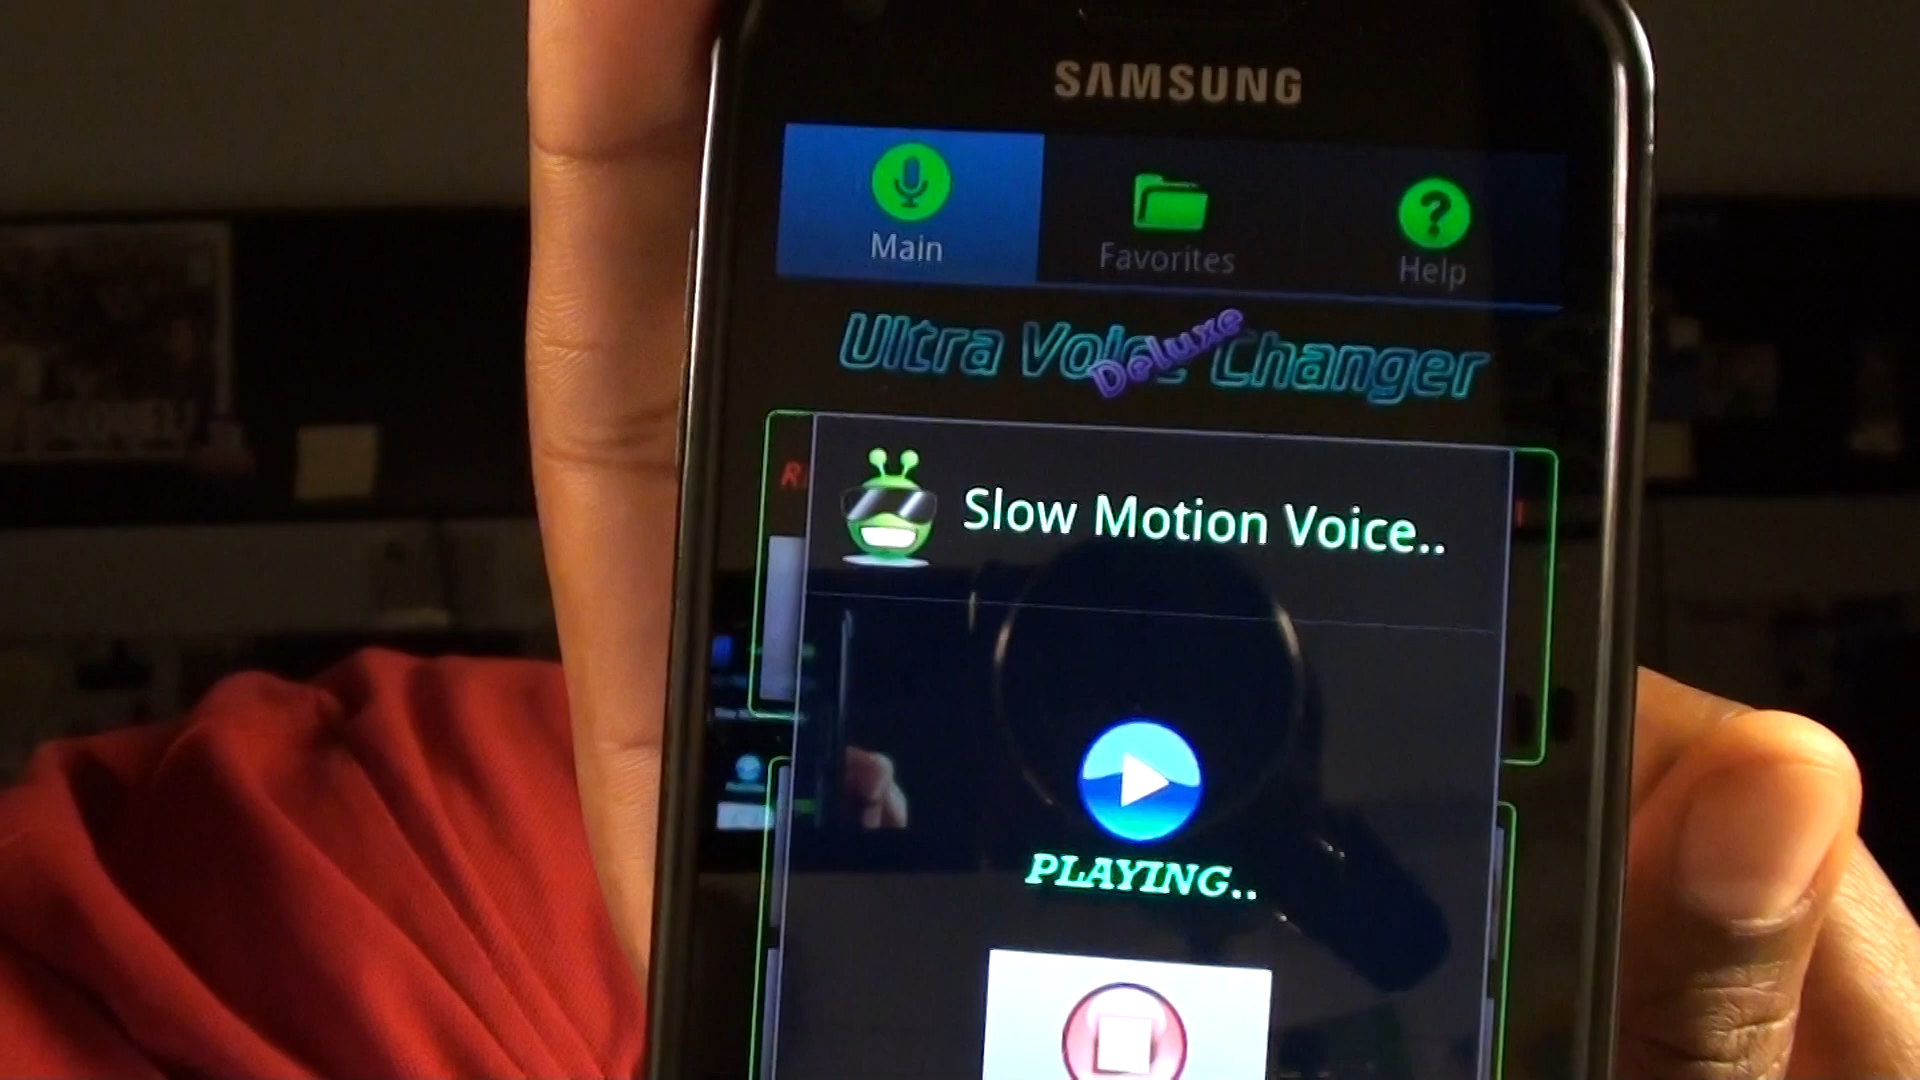 SAMSUNG
Main
Favorites
Help
Ultra Voice Changer
Deluxe
Slow Motion Voice..
PLAYING..